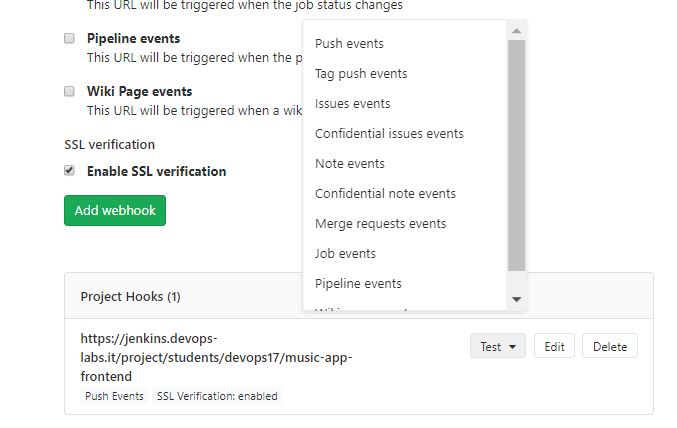 This URL will be triggered when the job status changes
Pipeline events
This URL will be triggered when the p
Wiki Page events
This URL will be triggered when a wik
SSL verification
Enable SSL verification
Add webhook
Push events
Tag push events
Issues events
Confidential issues events
Note events
Confidential note events
Merge requests events
Job events
Pipeline events
Project Hooks (1)
https://jenkins.devops-
labs.it/project/students/devops17/music-app-
frontend
Test
Edit
Delete
Push Events
SSL Verification: enabled